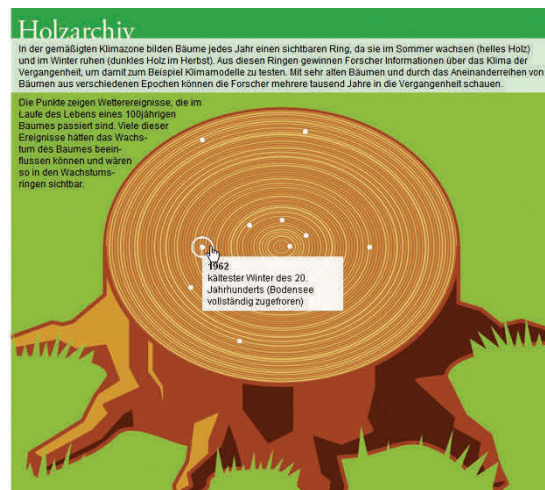 Holzarchiv
In der gemäßigten Klimazone bilden Bäume jedes Jahr einen sichtbaren Ring, da sie im Sommer wachsen (helles Holz)
und im Winter ruhen (dunkles Holz im Herbst). Aus diesen Ringen gewinnen Forscher Informationen über das Klima der
Vergangenheit, um damit zum Beispiel Klimamodelle zu testen. Mit sehr alten Bäumen und durch das Aneinanderreihen von
Bäumen aus verschiedenen Epochen können die Forscher mehrere tausend Jahre in die Vergangenheit schauen.
Die Punkte zeigen Wetterereignisse, die im
Laufe des Lebens eines 100jährigen
Baumes passiert sind. Viele dieser
Ereignisse hätten das Wachs-
tum des Baumes beein-
flussen können und wären
so in den Wachstums-
ringen sichtbar.
1962
kältester Winter des 20.
Jahrhunderts (Bodensee
vollständig zugefroren)